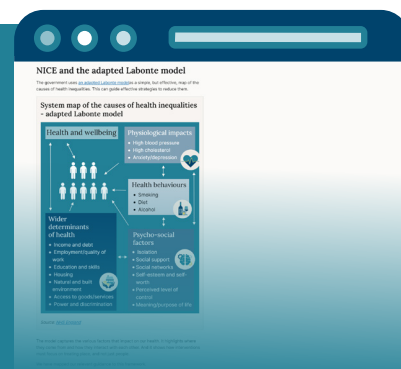 NICE and the adapted Labonte model
The government uses an adapted Labonte model as a simple, but effective, map of the
causes of health inequalities. This can guide effective strategies to reduce them.
System map of the causes of health inequalities
- adapted Labonte model
Health and wellbeing
Physiological impacts
• High blood pressure
• High cholesterol
• Anxiety/depression
Health behaviours
• Smoking
• Diet
• Alcohol
Wider
determinants
of health
• Income and debt
• Employment/quality of
work
• Education and skills
• Housing
• Natural and built
environment
• Access to goods/services
• Power and discrimination
Psycho-social
factors
• Isolation
• Social support
• Social networks
• Self-esteem and self-
worth
• Perceived level of
control
• Meaning/purpose of life
Source: